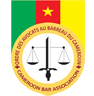 ORDRE DES AVOCATS AU BARREAU DU CAMEROUN
CAMEROON BAR ASSOCIATION